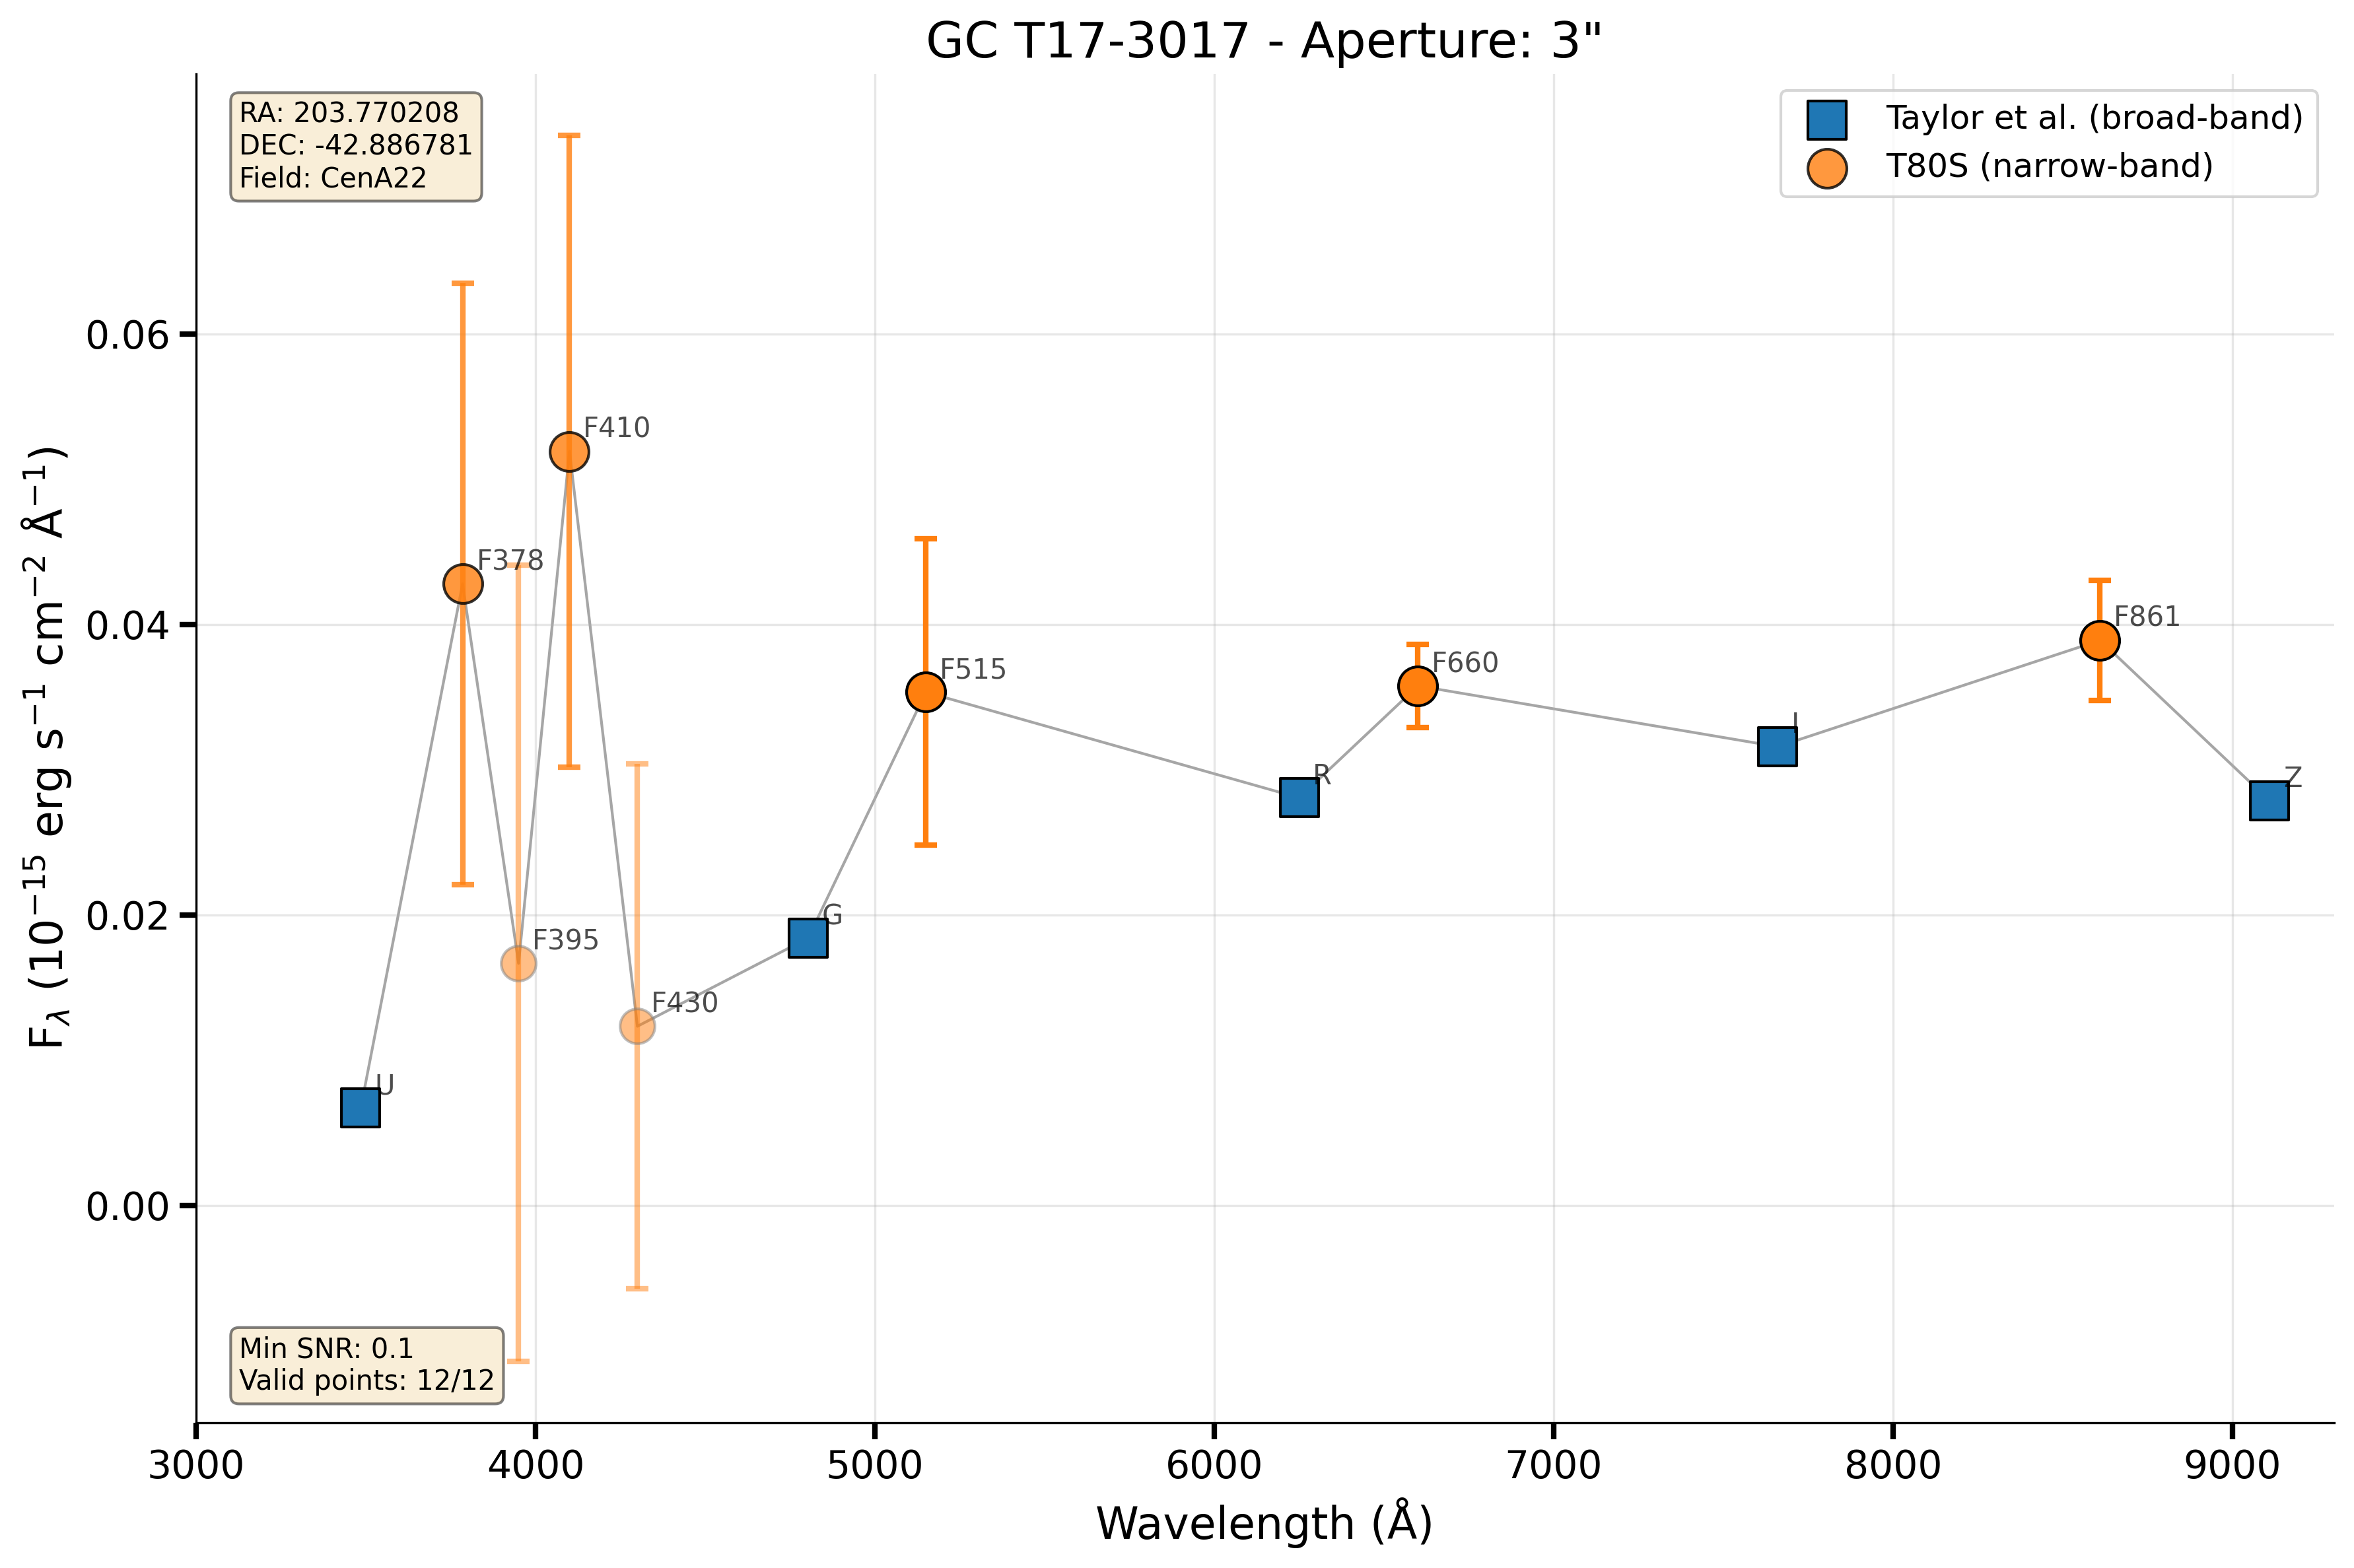 GC T17-3017 - Aperture: 3"
RA: 203.770208
DEC: -42.886781
Field: CenA22
Taylor et al. (broad-band)
T80S (narrow-band)
F410
F378
F395
F430
U
G
F515
R
F660
I
F861
Z
Min SNR: 0.1
Valid points: 12/12
0.06
0.04
0.02
0.00
F_λ (10⁻¹⁵ erg s⁻¹ cm⁻² Å⁻¹)
3000 4000 5000 6000 7000 8000 9000
Wavelength (Å)